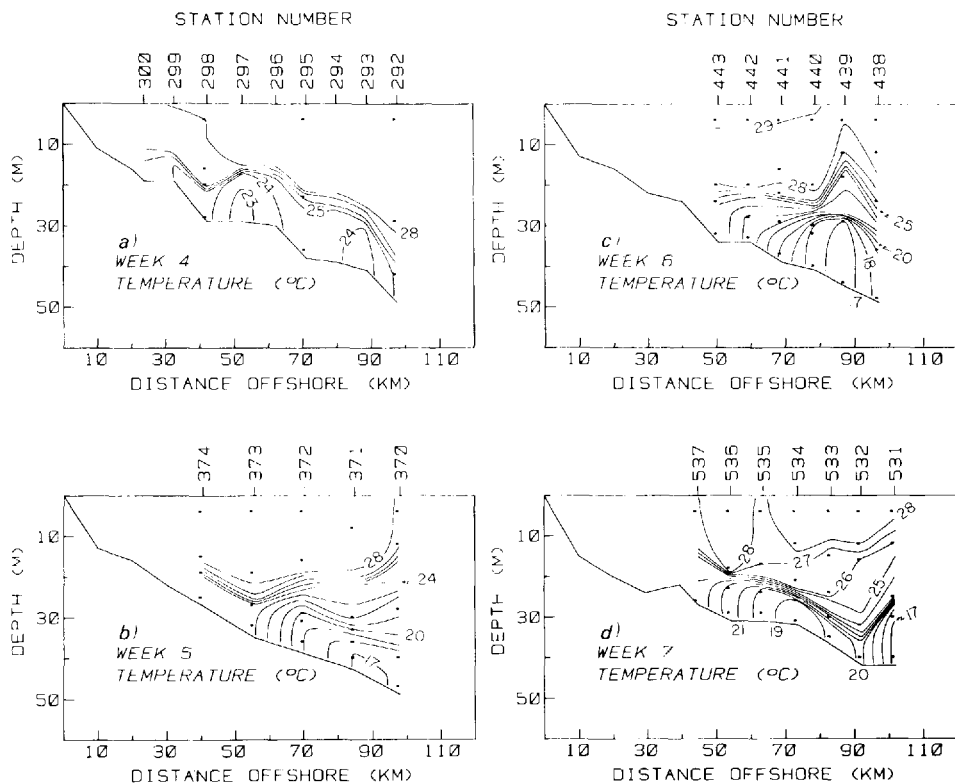 STATION NUMBER
300 299 298 297 296 295 294 293 292
DEPTH (M)
10
30
50
24
23
25
24
28
a)
WEEK 4
TEMPERATURE (°C)
10 30 50 70 90 110
DISTANCE OFFSHORE (KM)
STATION NUMBER
443 442 441 440 439 438
DEPTH (M)
10
30
50
29
28
25
20
18
17
c)
WEEK 6
TEMPERATURE (°C)
10 30 50 70 90 110
DISTANCE OFFSHORE (KM)
374 373 372 371 370
DEPTH (M)
10
30
50
28
24
20
17
b)
WEEK 5
TEMPERATURE (°C)
10 30 50 70 90 110
DISTANCE OFFSHORE (KM)
537 536 535 534 533 532 531
DEPTH (M)
10
30
50
28
28
27
26
25
17
21
19
20
d)
WEEK 7
TEMPERATURE (°C)
10 30 50 70 90 110
DISTANCE OFFSHORE (KM)